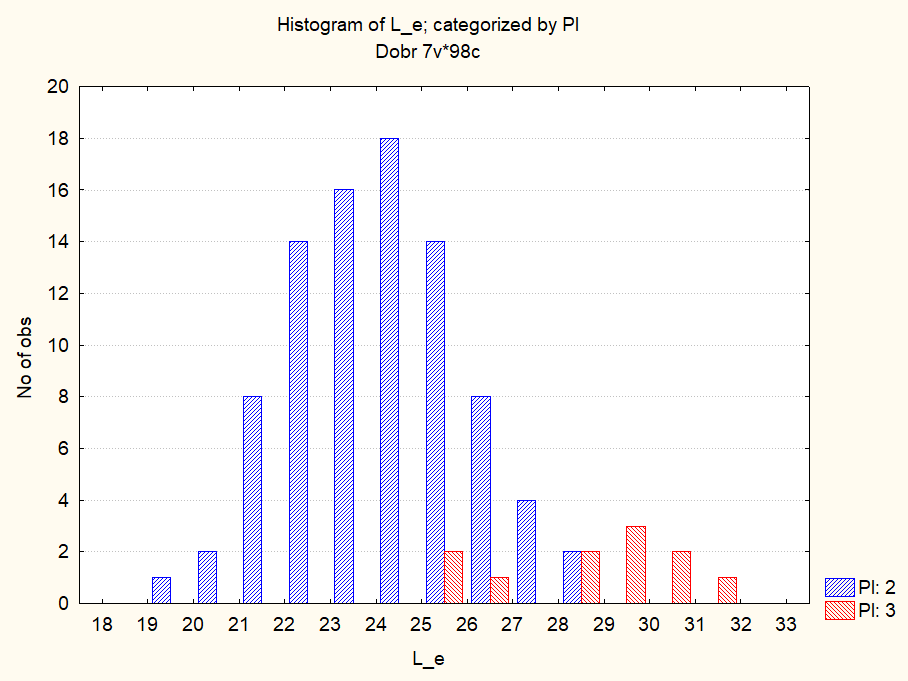 Histogram of L_e; categorized by Pl
Dobr 7v*98c
20
18
16
14
12
10
8
6
4
2
0
No of obs
18 19 20 21 22 23 24 25 26 27 28 29 30 31 32 33
L_e
Pl: 2
Pl: 3